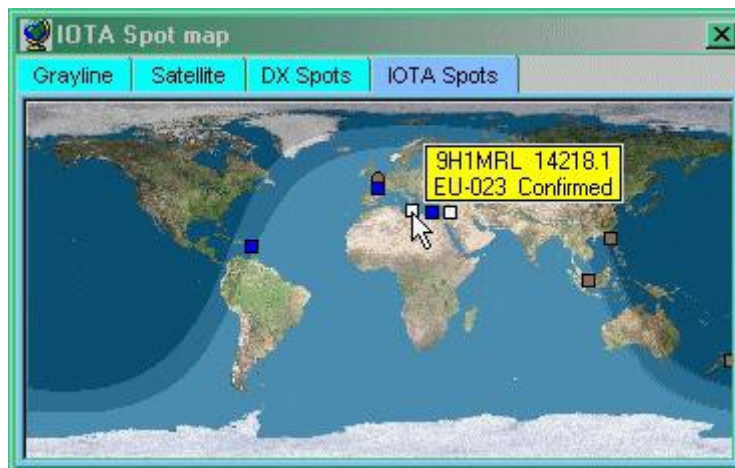 IOTA Spot map
Grayline Satellite DX Spots IOTA Spots
9H1MRL 14218.1
EU-023 Confirmed